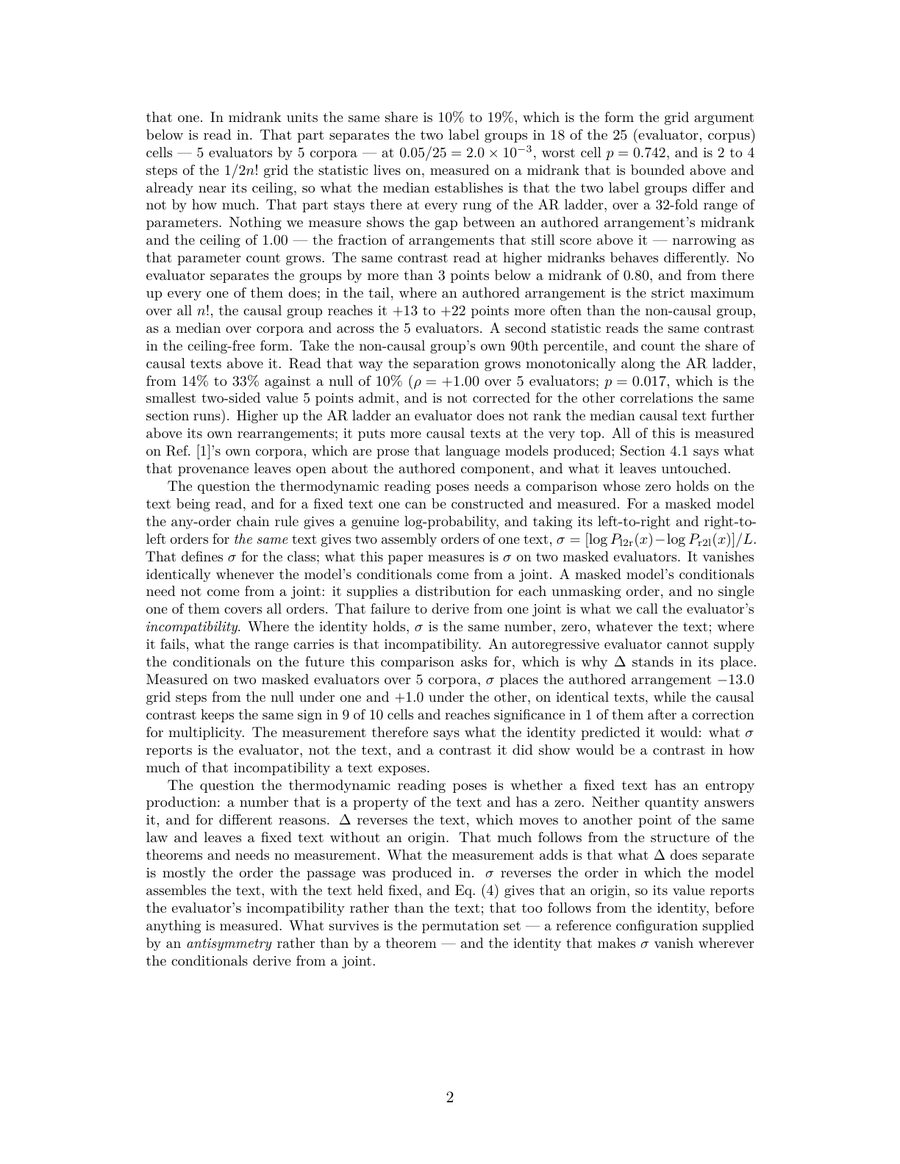 that one. In midrank units the same share is 10% to 19%, which is the form the grid argument
below is read in. That part separates the two label groups in 18 of the 25 (evaluator, corpus)
cells — 5 evaluators by 5 corpora — at 0.05/25 = 2.0 × 10⁻³, worst cell p = 0.742, and is 2 to 4
steps of the 1/2n! grid the statistic lives on, measured on a midrank that is bounded above and
already near its ceiling, so what the median establishes is that the two label groups differ and
not by how much. That part stays there at every rung of the AR ladder, over a 32-fold range of
parameters. Nothing we measure shows the gap between an authored arrangement's midrank
and the ceiling of 1.00 — the fraction of arrangements that still score above it — narrowing as
that parameter count grows. The same contrast read at higher midranks behaves differently. No
evaluator separates the groups by more than 3 points below a midrank of 0.80, and from there
up every one of them does; in the tail, where an authored arrangement is the strict maximum
over all n!, the causal group reaches it +13 to +22 points more often than the non-causal group,
as a median over corpora and across the 5 evaluators. A second statistic reads the same contrast
in the ceiling-free form. Take the non-causal group's own 90th percentile, and count the share of
causal texts above it. Read that way the separation grows monotonically along the AR ladder,
from 14% to 33% against a null of 10% (ρ = +1.00 over 5 evaluators; p = 0.017, which is the
smallest two-sided value 5 points admit, and is not corrected for the other correlations the same
section runs). Higher up the AR ladder an evaluator does not rank the median causal text further
above its own rearrangements; it puts more causal texts at the very top. All of this is measured
on Ref. [1]'s own corpora, which are prose that language models produced; Section 4.1 says what
that provenance leaves open about the authored component, and what it leaves untouched.
The question the thermodynamic reading poses needs a comparison whose zero holds on the
text being read, and for a fixed text one can be constructed and measured. For a masked model
the any-order chain rule gives a genuine log-probability, and taking its left-to-right and right-to-
left orders for the same text gives two assembly orders of one text, σ = [log Pl2r(x)−log Pr2l(x)]/L.
That defines σ for the class; what this paper measures is σ on two masked evaluators. It vanishes
identically whenever the model's conditionals come from a joint. A masked model's conditionals
need not come from a joint: it supplies a distribution for each unmasking order, and no single
one of them covers all orders. That failure to derive from one joint is what we call the evaluator's
incompatibility. Where the identity holds, σ is the same number, zero, whatever the text; where
it fails, what the range carries is that incompatibility. An autoregressive evaluator cannot supply
the conditionals on the future this comparison asks for, which is why Δ stands in its place.
Measured on two masked evaluators over 5 corpora, σ places the authored arrangement −13.0
grid steps from the null under one and +1.0 under the other, on identical texts, while the causal
contrast keeps the same sign in 9 of 10 cells and reaches significance in 1 of them after a correction
for multiplicity. The measurement therefore says what the identity predicted it would: what σ
reports is the evaluator, not the text, and a contrast it did show would be a contrast in how
much of that incompatibility a text exposes.
The question the thermodynamic reading poses is whether a fixed text has an entropy
production: a number that is a property of the text and has a zero. Neither quantity answers
it, and for different reasons. Δ reverses the text, which moves to another point of the same
law and leaves a fixed text without an origin. That much follows from the structure of the
theorems and needs no measurement. What the measurement adds is that what Δ does separate
is mostly the order the passage was produced in. σ reverses the order in which the model
assembles the text, with the text held fixed, and Eq. (4) gives that an origin, so its value reports
the evaluator's incompatibility rather than the text; that too follows from the identity, before
anything is measured. What survives is the permutation set — a reference configuration supplied
by an antisymmetry rather than by a theorem — and the identity that makes σ vanish wherever
the conditionals derive from a joint.
2